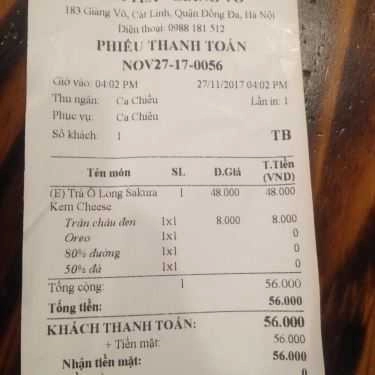 183 Giảng Võ, Cát Linh, Quận Đống Đa, Hà Nội
Điện thoại: 0988 181 512
PHIẾU THANH TOÁN
NOV27-17-0056
Giờ vào: 04:02 PM 27/11/2017 04:02 PM
Thu ngân: Ca Chiều Lần in: 1
Phục vụ: Ca Chiều
Số khách: 1 TB
Tên món SL Đ.Giá T.Tiền (VND)
(E) Trà Ô Long Sakura 1 48.000 48.000
Kem Cheese
Trân châu đen 1x1 8.000 8.000
Oreo 1x1 0
80% đường 1x1 0
50% đá 1x1 0
Tổng cộng: 1 56.000
Tổng tiền: 56.000
KHÁCH THANH TOÁN: 56.000
+ Tiền mặt: 56.000
Nhận tiền mặt: 56.000
0